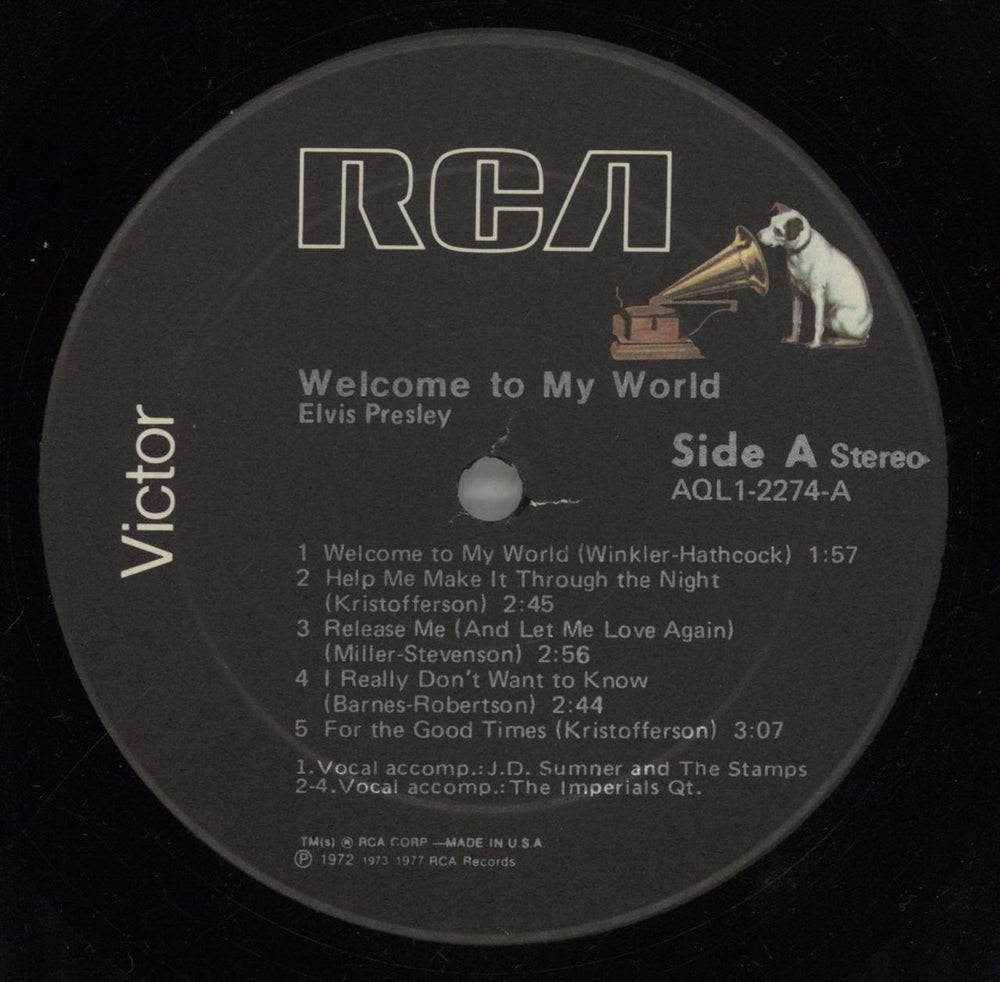 RCA
Victor
Welcome to My World
Elvis Presley
Side A Stereo
AQL1-2274-A
1 Welcome to My World (Winkler-Hathcock) 1:57
2 Help Me Make It Through the Night
(Kristofferson) 2:45
3 Release Me (And Let Me Love Again)
(Miller-Stevenson) 2:56
4 I Really Don't Want to Know
(Barnes-Robertson) 2:44
5 For the Good Times (Kristofferson) 3:07
1.Vocal accomp.:J.D. Sumner and The Stamps
2-4.Vocal accomp.:The Imperials Qt.
TM(s) ® RCA CORP —MADE IN U.S.A
Ⓟ 1972 1973 1977 RCA Records